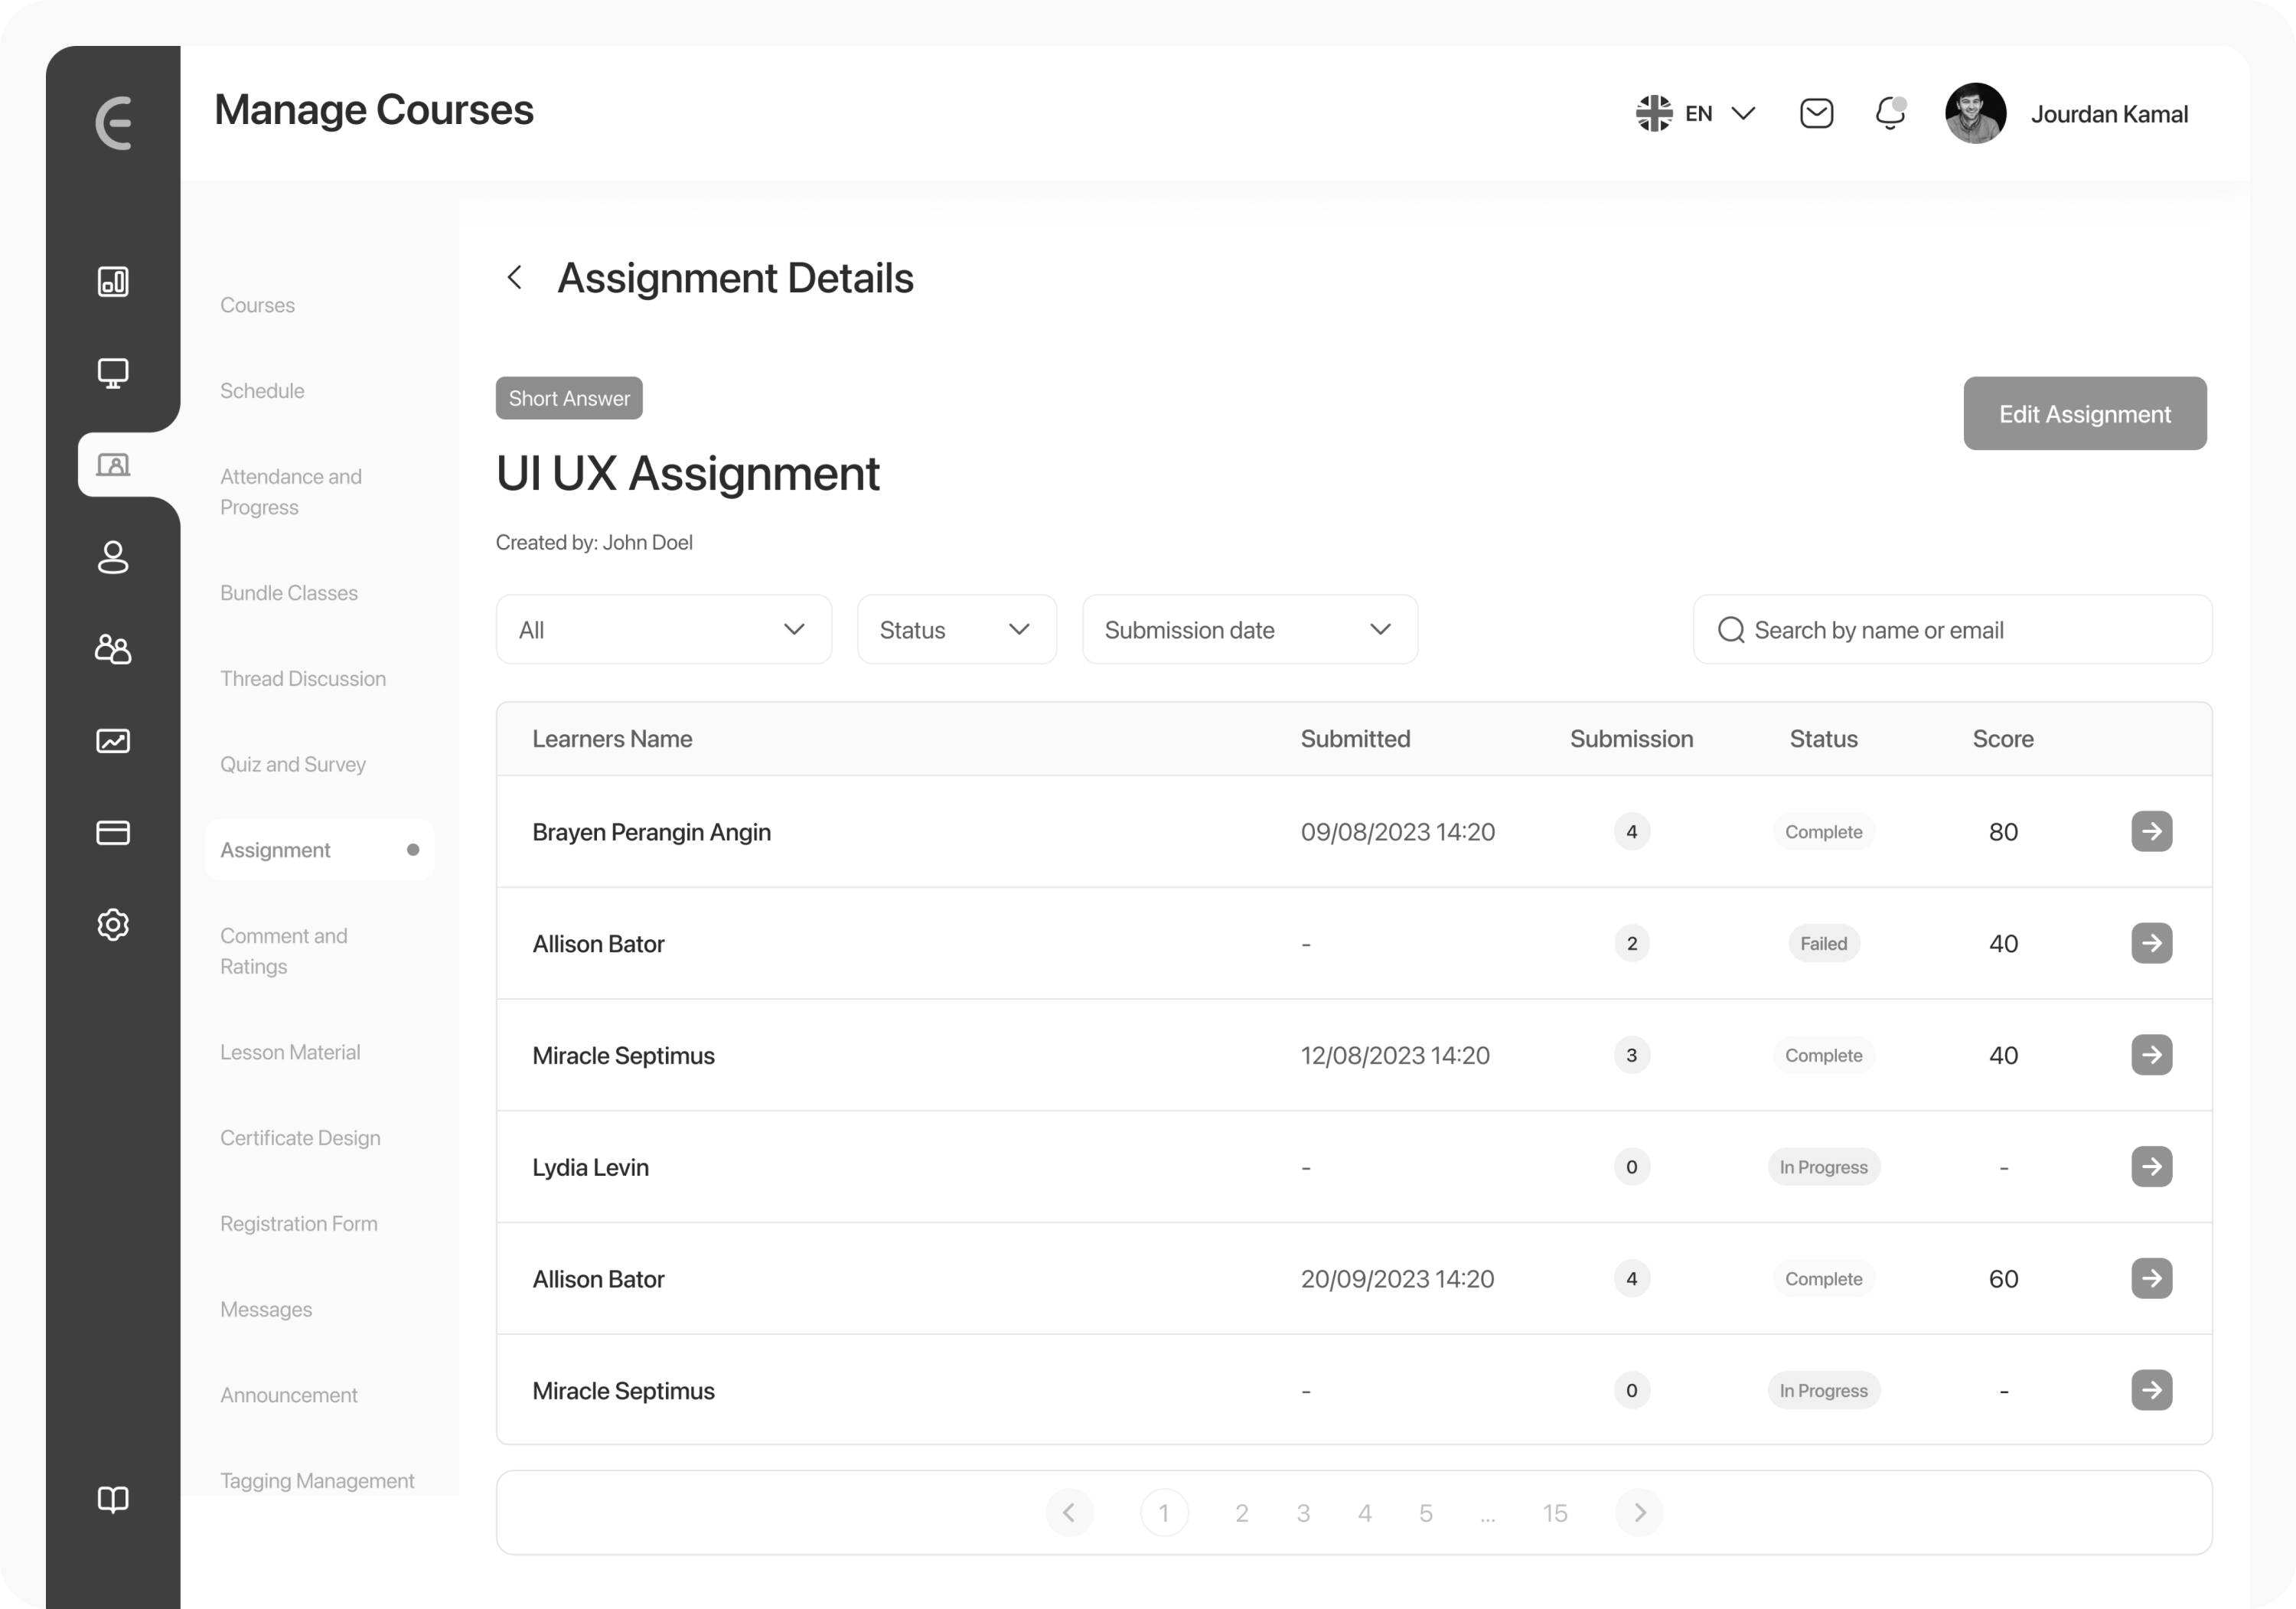 Manage Courses
EN
Jourdan Kamal
Courses
Schedule
Attendance and
Progress
Bundle Classes
Thread Discussion
Quiz and Survey
Assignment
Comment and
Ratings
Lesson Material
Certificate Design
Registration Form
Messages
Announcement
Tagging Management
Assignment Details
Short Answer
Edit Assignment
UI UX Assignment
Created by: John Doel
All
Status
Submission date
Search by name or email
Learners Name Submitted Submission Status Score
Brayen Perangin Angin 09/08/2023 14:20 4 Complete 80
Allison Bator - 2 Failed 40
Miracle Septimus 12/08/2023 14:20 3 Complete 40
Lydia Levin - 0 In Progress -
Allison Bator 20/09/2023 14:20 4 Complete 60
Miracle Septimus - 0 In Progress -
1 2 3 4 5 ... 15